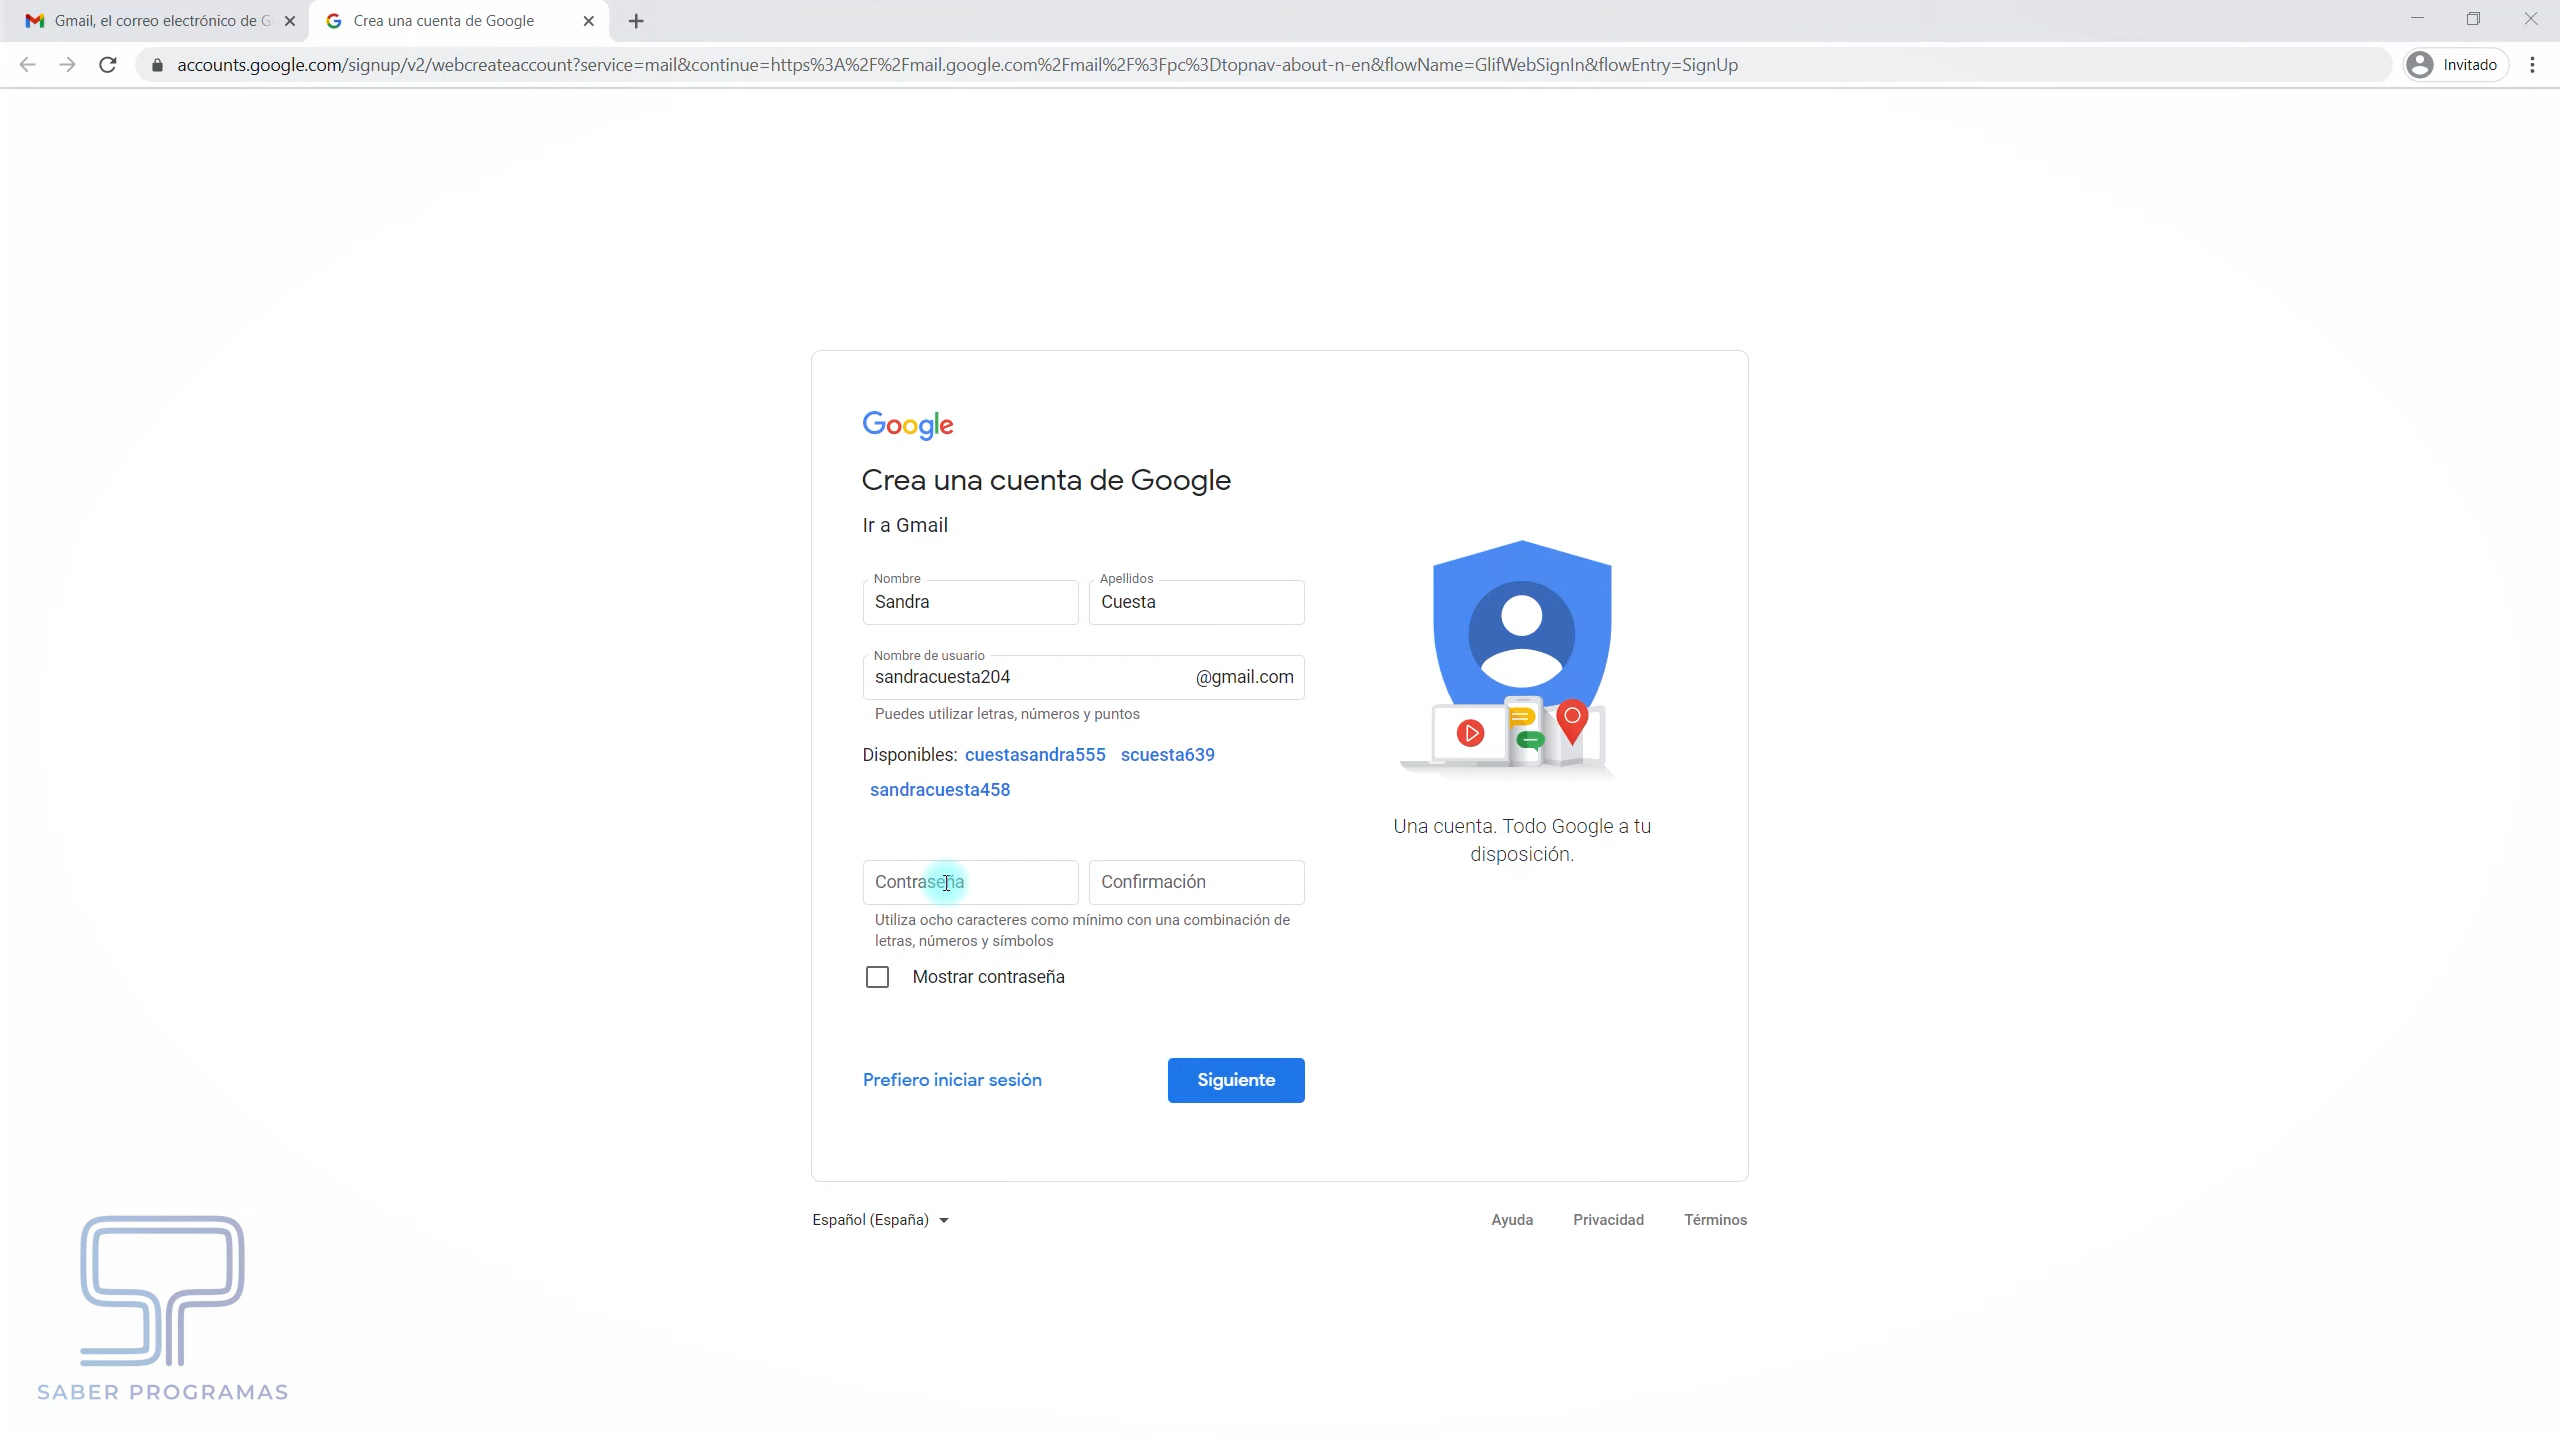 Gmail, el correo electrónico de G
Crea una cuenta de Google
accounts.google.com/signup/v2/webcreateaccount?service=mail&continue=https%3A%2F%2Fmail.google.com%2Fmail%2F%3Fpc%3Dtopnav-about-n-en&flowName=GlifWebSignIn&flowEntry=SignUp
Invitado
Google
Crea una cuenta de Google
Ir a Gmail
Nombre
Apellidos
Sandra
Cuesta
Nombre de usuario
sandracuesta204
@gmail.com
Puedes utilizar letras, números y puntos
Disponibles: cuestasandra555 scuesta639
sandracuesta458
Una cuenta. Todo Google a tu
disposición.
Contraseña
Confirmación
Utiliza ocho caracteres como mínimo con una combinación de
letras, números y símbolos
Mostrar contraseña
Prefiero iniciar sesión
Siguiente
Español (España)
Ayuda
Privacidad
Términos
SABER PROGRAMAS